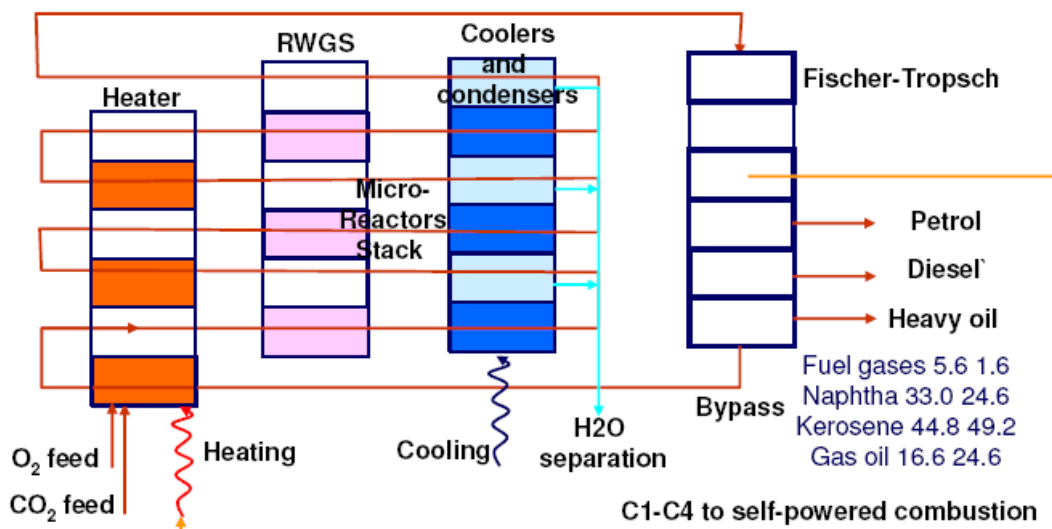 Heater
RWGS
Coolers
and
condensers
Fischer-Tropsch
Micro-
Reactors
Stack
Petrol
Diesel`
Heavy oil
Fuel gases 5.6 1.6
Naphtha 33.0 24.6
Kerosene 44.8 49.2
Gas oil 16.6 24.6
Bypass
H2O
separation
Cooling
Heating
O₂ feed
CO₂ feed
C1-C4 to self-powered combustion